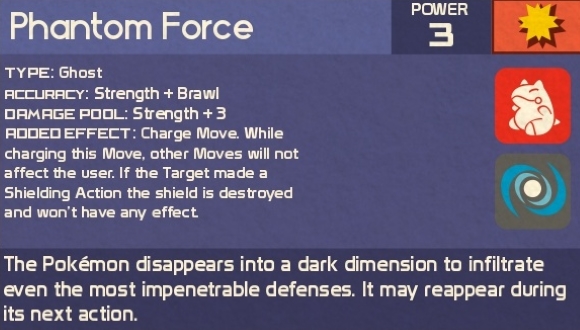 Phantom Force
POWER
3
TYPE: Ghost
ACCURACY: Strength + Brawl
DAMAGE POOL: Strength + 3
ADDED EFFECT: Charge Move. While
charging this Move, other Moves will not
affect the user. If the Target made a
Shielding Action the shield is destroyed
and won't have any effect.
The Pokémon disappears into a dark dimension to infiltrate
even the most impenetrable defenses. It may reappear during
its next action.